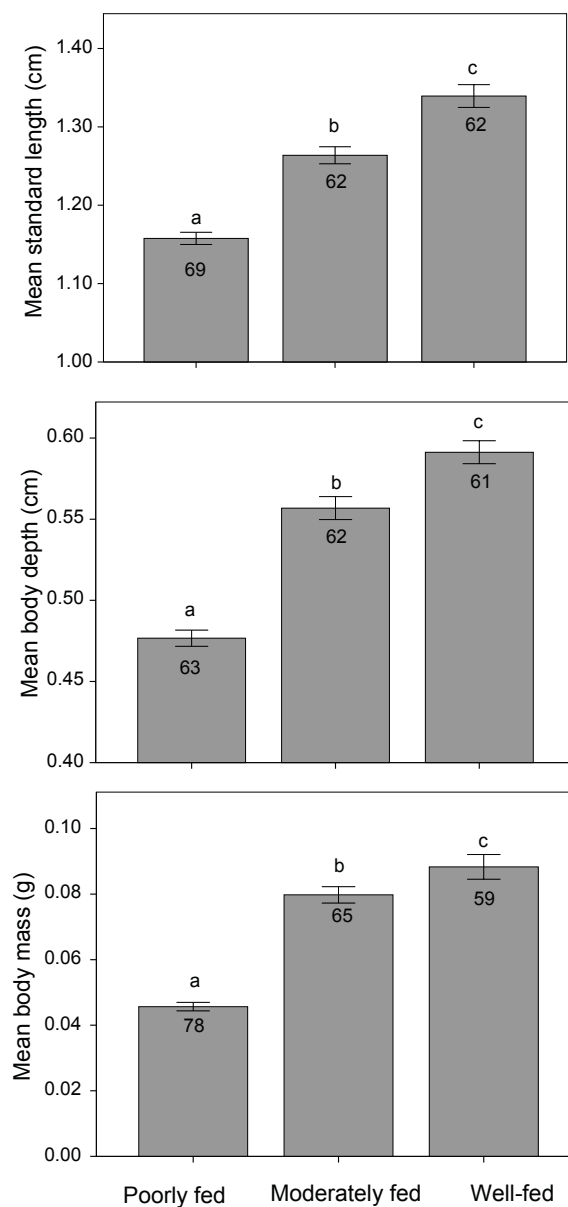 Mean standard length (cm)
1.40
1.30
1.20
1.10
1.00
a
69
b
62
c
62
Mean body depth (cm)
0.60
0.55
0.50
0.45
0.40
a
63
b
62
c
61
Mean body mass (g)
0.10
0.08
0.06
0.04
0.02
0.00
a
78
b
65
c
59
Poorly fed Moderately fed Well-fed